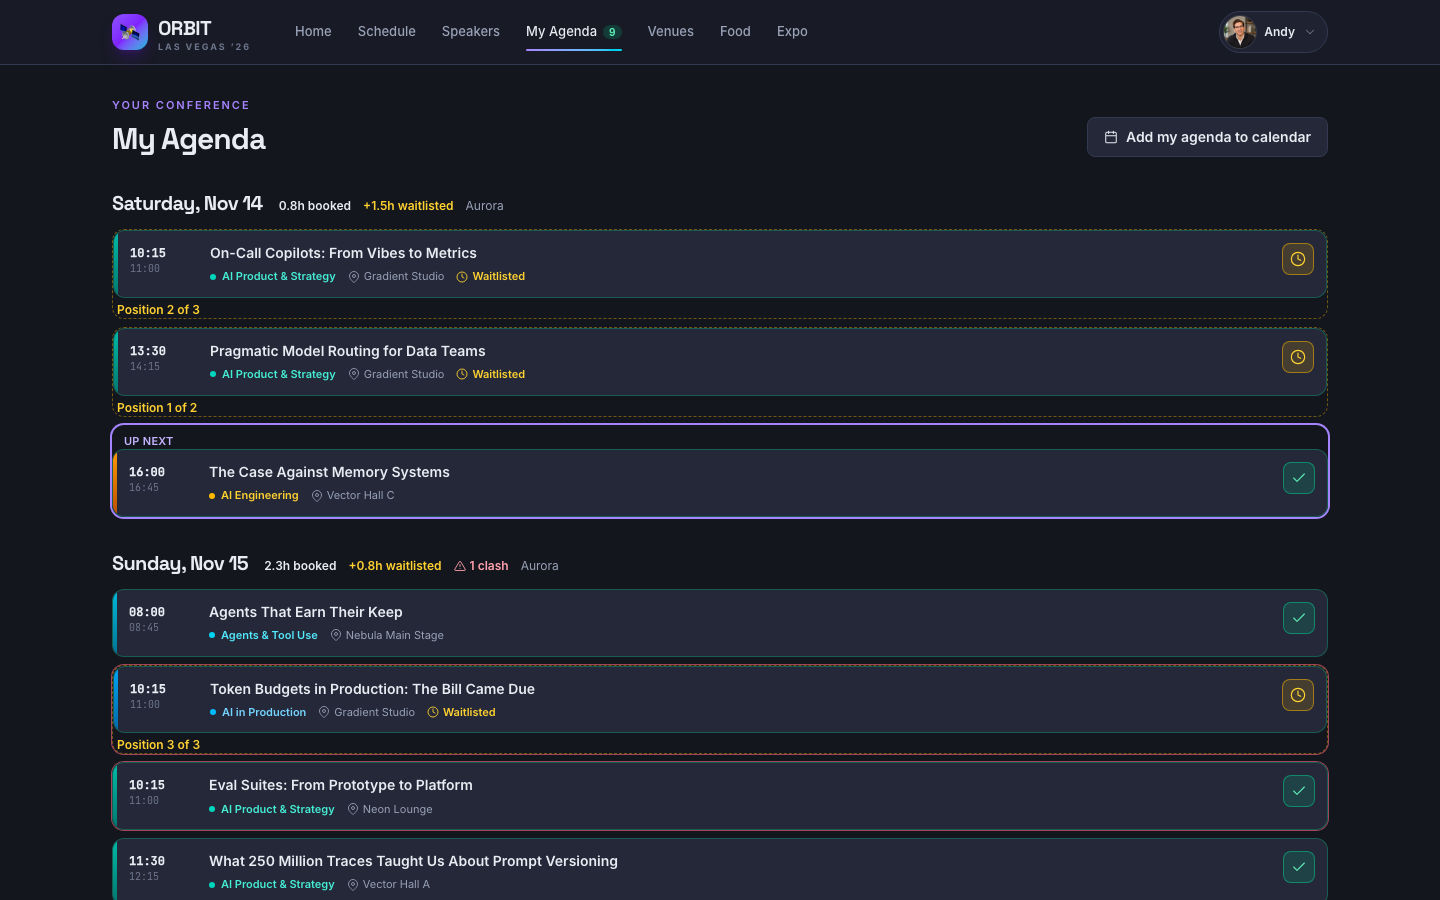 ORBIT
LAS VEGAS '26
Home
Schedule
Speakers
My Agenda 9
Venues
Food
Expo
Andy
YOUR CONFERENCE
My Agenda
Add my agenda to calendar
Saturday, Nov 14 0.8h booked +1.5h waitlisted Aurora
10:15
11:00
On-Call Copilots: From Vibes to Metrics
AI Product & Strategy Gradient Studio Waitlisted
Position 2 of 3
13:30
14:15
Pragmatic Model Routing for Data Teams
AI Product & Strategy Gradient Studio Waitlisted
Position 1 of 2
UP NEXT
16:00
16:45
The Case Against Memory Systems
AI Engineering Vector Hall C
Sunday, Nov 15 2.3h booked +0.8h waitlisted 1 clash Aurora
08:00
08:45
Agents That Earn Their Keep
Agents & Tool Use Nebula Main Stage
10:15
11:00
Token Budgets in Production: The Bill Came Due
AI in Production Gradient Studio Waitlisted
Position 3 of 3
10:15
11:00
Eval Suites: From Prototype to Platform
AI Product & Strategy Neon Lounge
11:30
12:15
What 250 Million Traces Taught Us About Prompt Versioning
AI Product & Strategy Vector Hall A